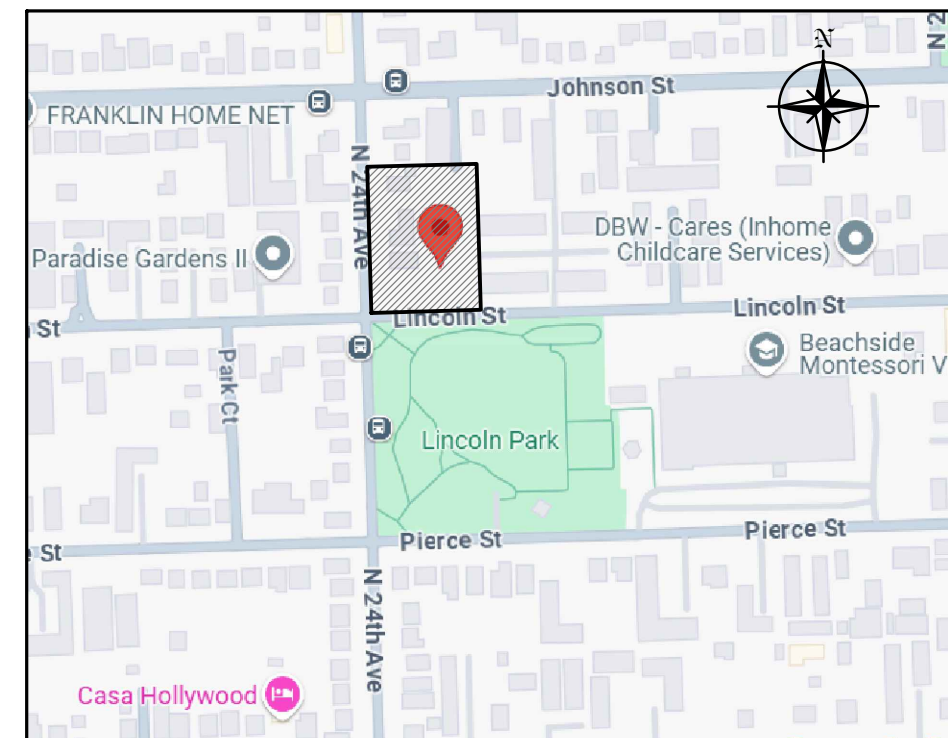 N
N 2
Johnson St
FRANKLIN HOME NET
N 24th Ave
DBW - Cares (Inhome
Childcare Services)
Paradise Gardens II
Lincoln St
Lincoln St
St
Beachside
Montessori V
Park Ct
Lincoln Park
Pierce St
Pierce St
St
N 24th Ave
Casa Hollywood